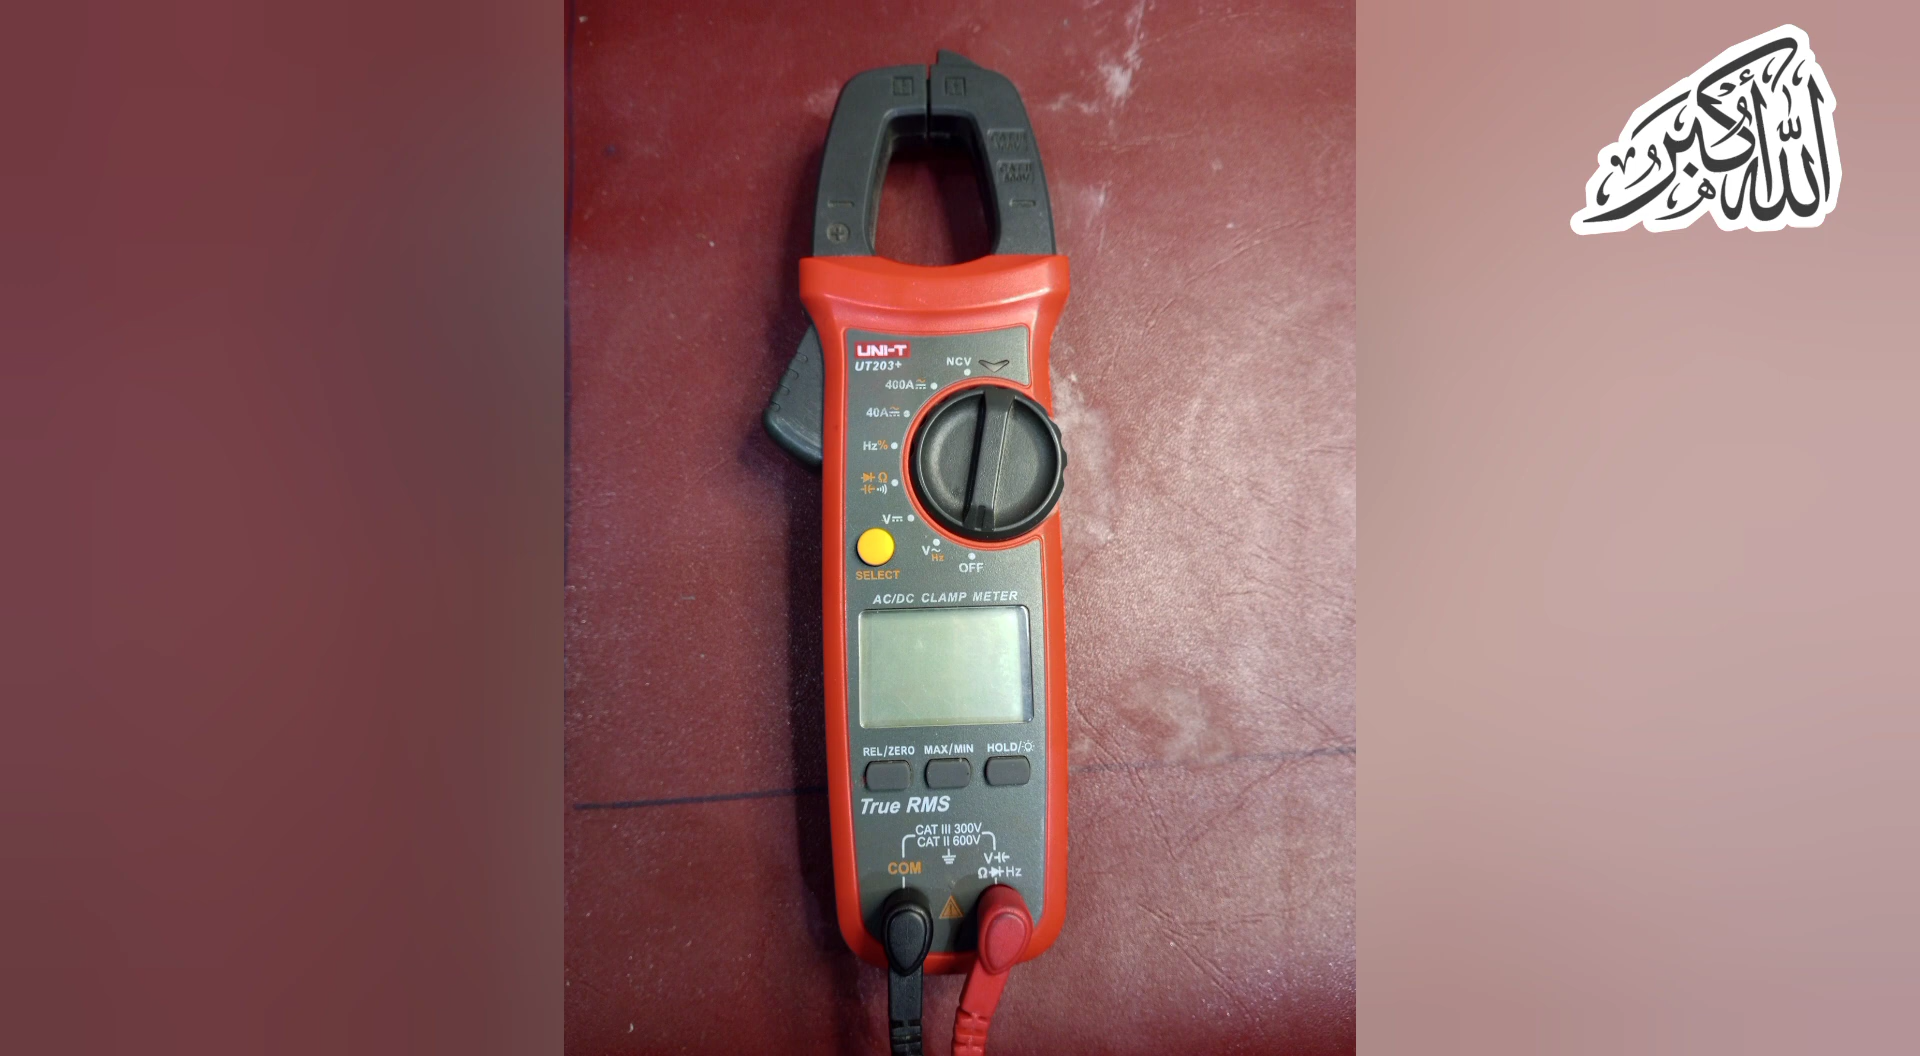 الله أكبر
UNI-T
UT203+
NCV
400A
40A
Hz%
Ω
V
V~
Hz
OFF
SELECT
AC/DC CLAMP METER
REL/ZERO MAX/MIN HOLD/
True RMS
CAT III 300V
CAT II 600V
COM
V
Ω Hz